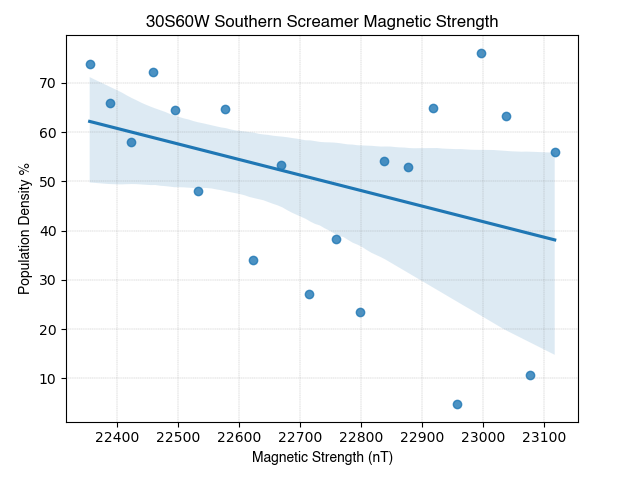 30S60W Southern Screamer Magnetic Strength
Population Density %
70
60
50
40
30
20
10
22400 22500 22600 22700 22800 22900 23000 23100
Magnetic Strength (nT)